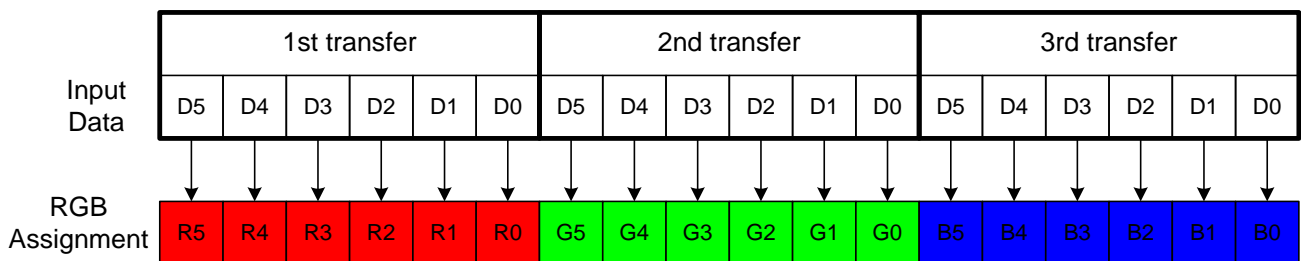 1st transfer 2nd transfer 3rd transfer
Input
Data
D5 D4 D3 D2 D1 D0 D5 D4 D3 D2 D1 D0 D5 D4 D3 D2 D1 D0
RGB
Assignment
R5 R4 R3 R2 R1 R0 G5 G4 G3 G2 G1 G0 B5 B4 B3 B2 B1 B0